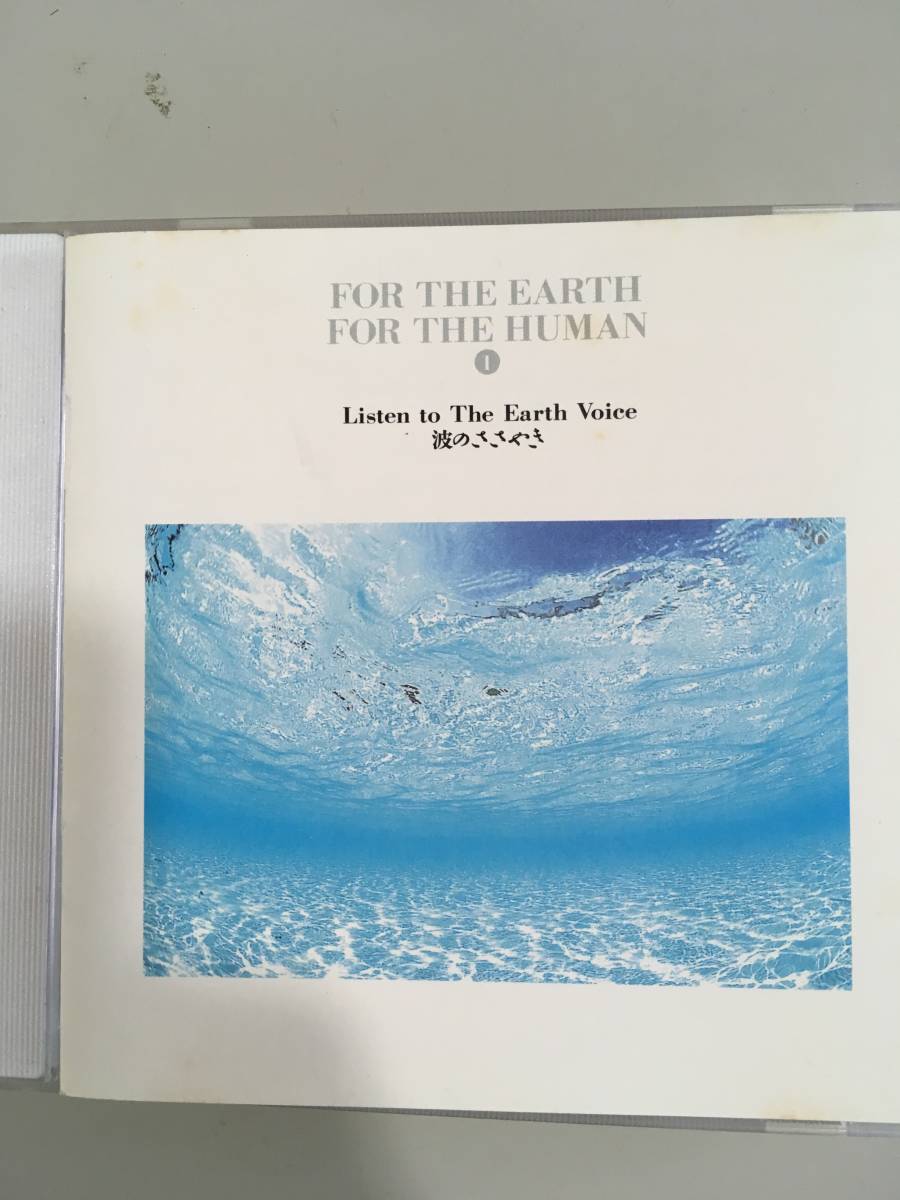 FOR THE EARTH
FOR THE HUMAN
1
Listen to The Earth Voice
波のささやき